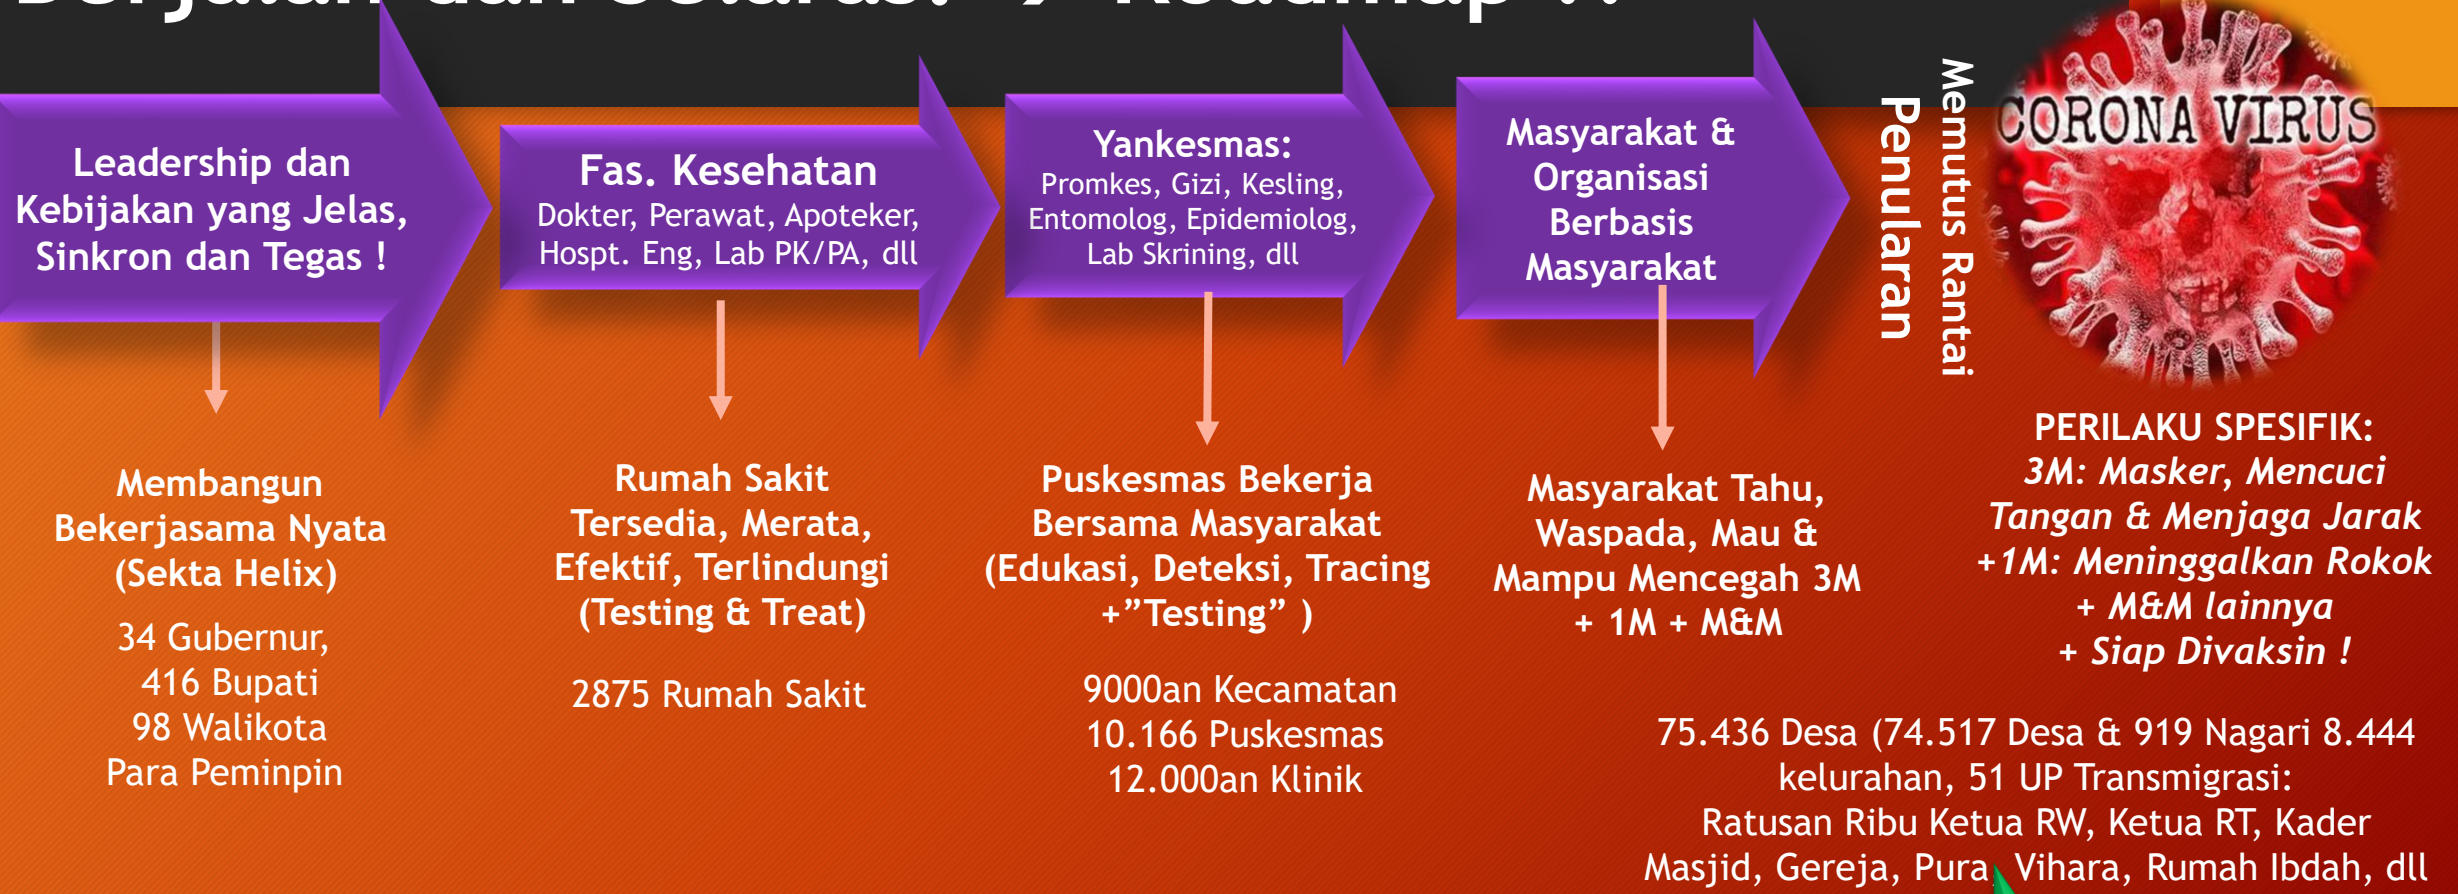 Berjalan dan Selaras! → Roadmap ??
Leadership dan
Kebijakan yang Jelas,
Sinkron dan Tegas !
Membangun
Bekerjasama Nyata
(Sekta Helix)
34 Gubernur,
416 Bupati
98 Walikota
Para Peminpin
Fas. Kesehatan
Dokter, Perawat, Apoteker,
Hospt. Eng, Lab PK/PA, dll
Rumah Sakit
Tersedia, Merata,
Efektif, Terlindungi
(Testing & Treat)
2875 Rumah Sakit
Yankesmas:
Promkes, Gizi, Kesling,
Entomolog, Epidemiolog,
Lab Skrining, dll
Puskesmas Bekerja
Bersama Masyarakat
(Edukasi, Deteksi, Tracing
+”Testing” )
9000an Kecamatan
10.166 Puskesmas
12.000an Klinik
Masyarakat &
Organisasi
Berbasis
Masyarakat
Masyarakat Tahu,
Waspada, Mau &
Mampu Mencegah 3M
+ 1M + M&M
Memutus Rantai
Penularan
CORONA VIRUS
PERILAKU SPESIFIK:
3M: Masker, Mencuci
Tangan & Menjaga Jarak
+1M: Meninggalkan Rokok
+ M&M lainnya
+ Siap Divaksin !
75.436 Desa (74.517 Desa & 919 Nagari 8.444
kelurahan, 51 UP Transmigrasi:
Ratusan Ribu Ketua RW, Ketua RT, Kader
Masjid, Gereja, Pura, Vihara, Rumah Ibdah, dll